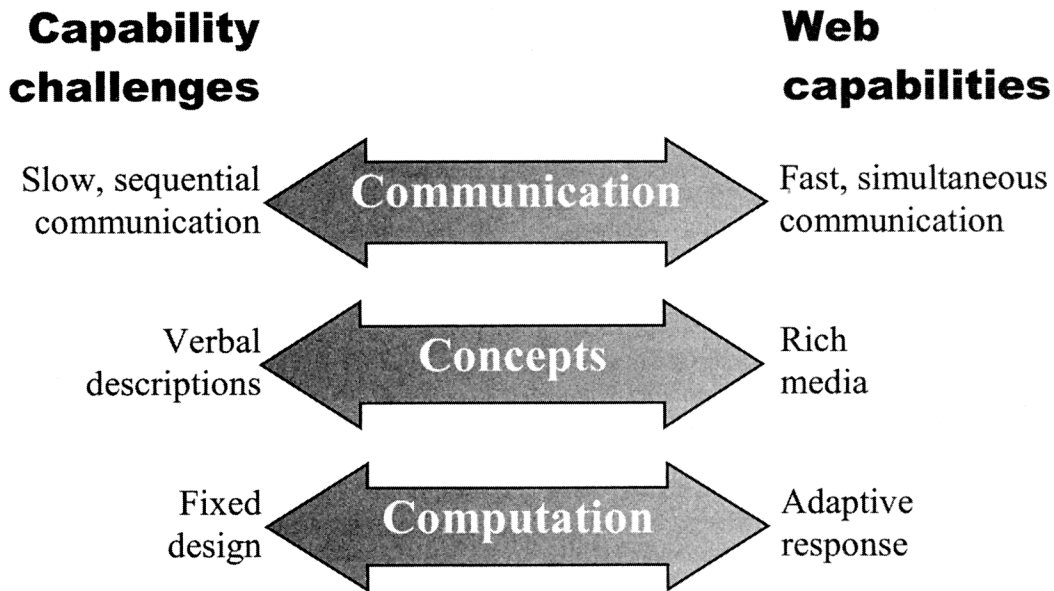 Capability
challenges
Web
capabilities
Slow, sequential
communication
Communication
Fast, simultaneous
communication
Verbal
descriptions
Concepts
Rich
media
Fixed
design
Computation
Adaptive
response